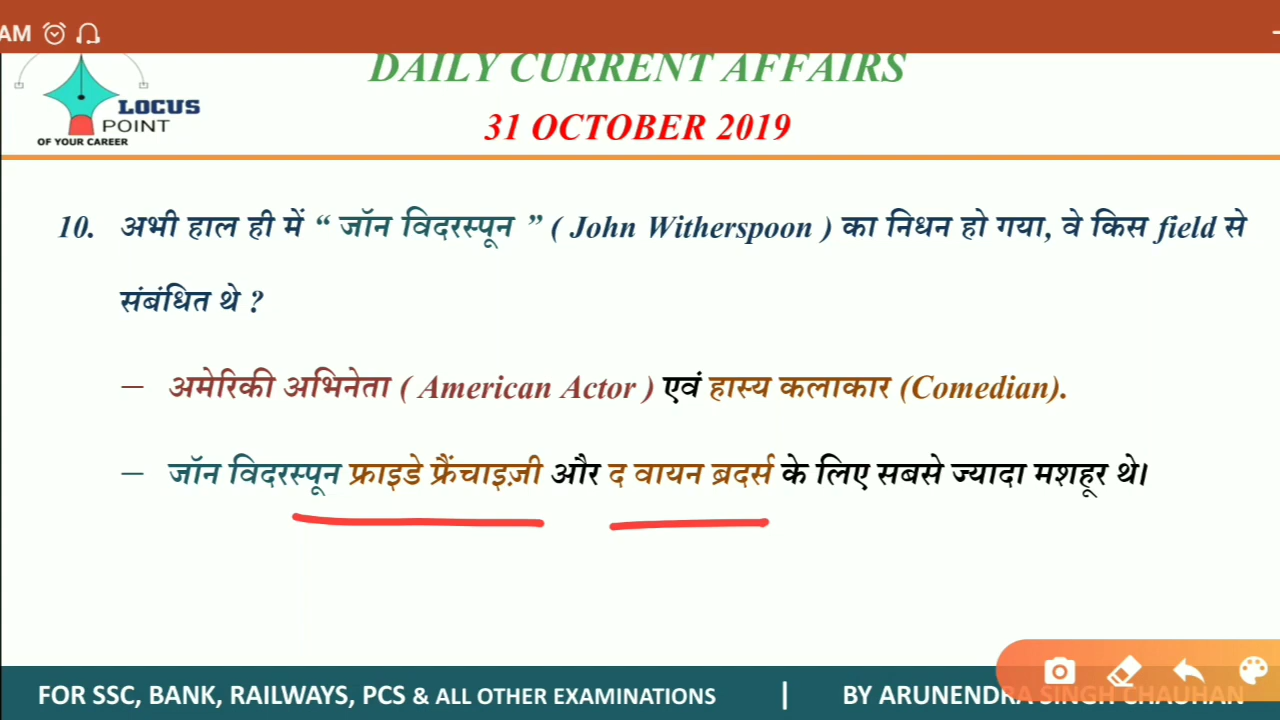 AM
DAILY CURRENT AFFAIRS
LOCUS
POINT
OF YOUR CAREER
31 OCTOBER 2019
10. अभी हाल ही में “ जॉन विदरस्पून ” ( John Witherspoon ) का निधन हो गया, वे किस field से
संबंधित थे ?
– अमेरिकी अभिनेता ( American Actor ) एवं हास्य कलाकार (Comedian).
– जॉन विदरस्पून फ्राइडे फ्रैंचाइज़ी और द वायन ब्रदर्स के लिए सबसे ज्यादा मशहूर थे।
FOR SSC, BANK, RAILWAYS, PCS & ALL OTHER EXAMINATIONS | BY ARUNENDRA SINGH CHAUHAN